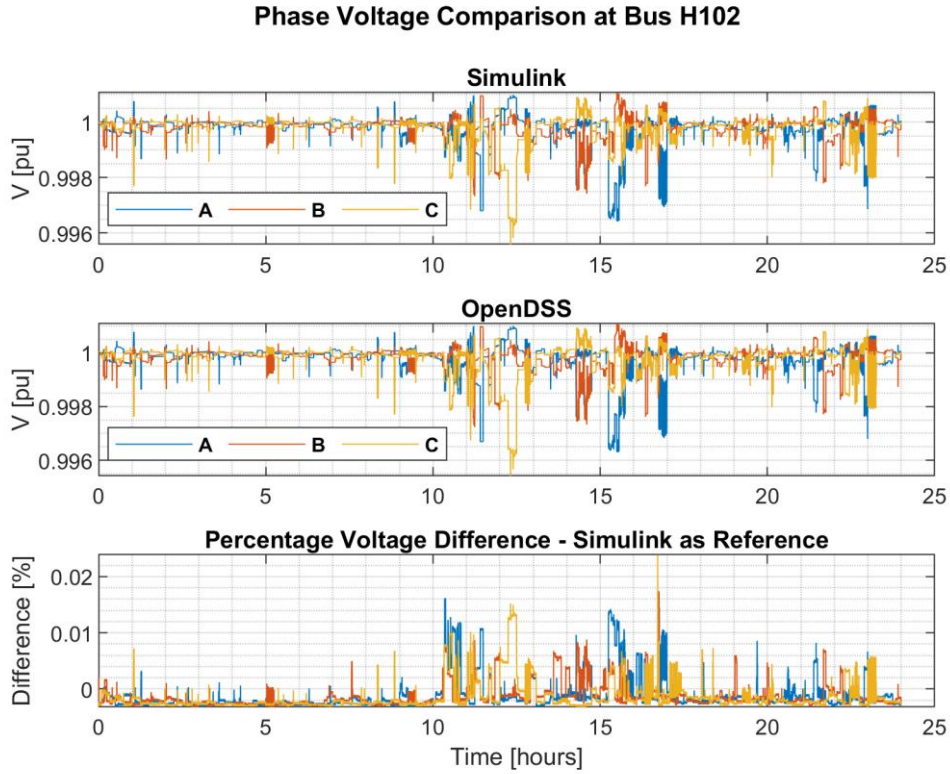 Phase Voltage Comparison at Bus H102
Simulink
V [pu]
1
0.998
0.996
A B C
0 5 10 15 20 25
OpenDSS
V [pu]
1
0.998
0.996
A B C
0 5 10 15 20 25
Percentage Voltage Difference - Simulink as Reference
Difference [%]
0.02
0.01
0
0 5 10 15 20 25
Time [hours]